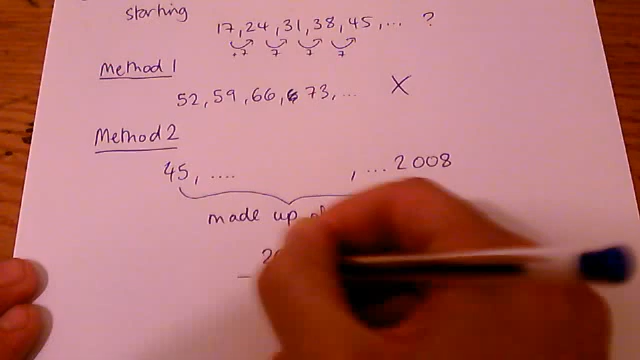 starting
17, 24, 31, 38, 45, ... ?
+7 7 7 7
Method 1
52, 59, 66, 73, ... X
Method 2
45, .... , ... 2008
made up